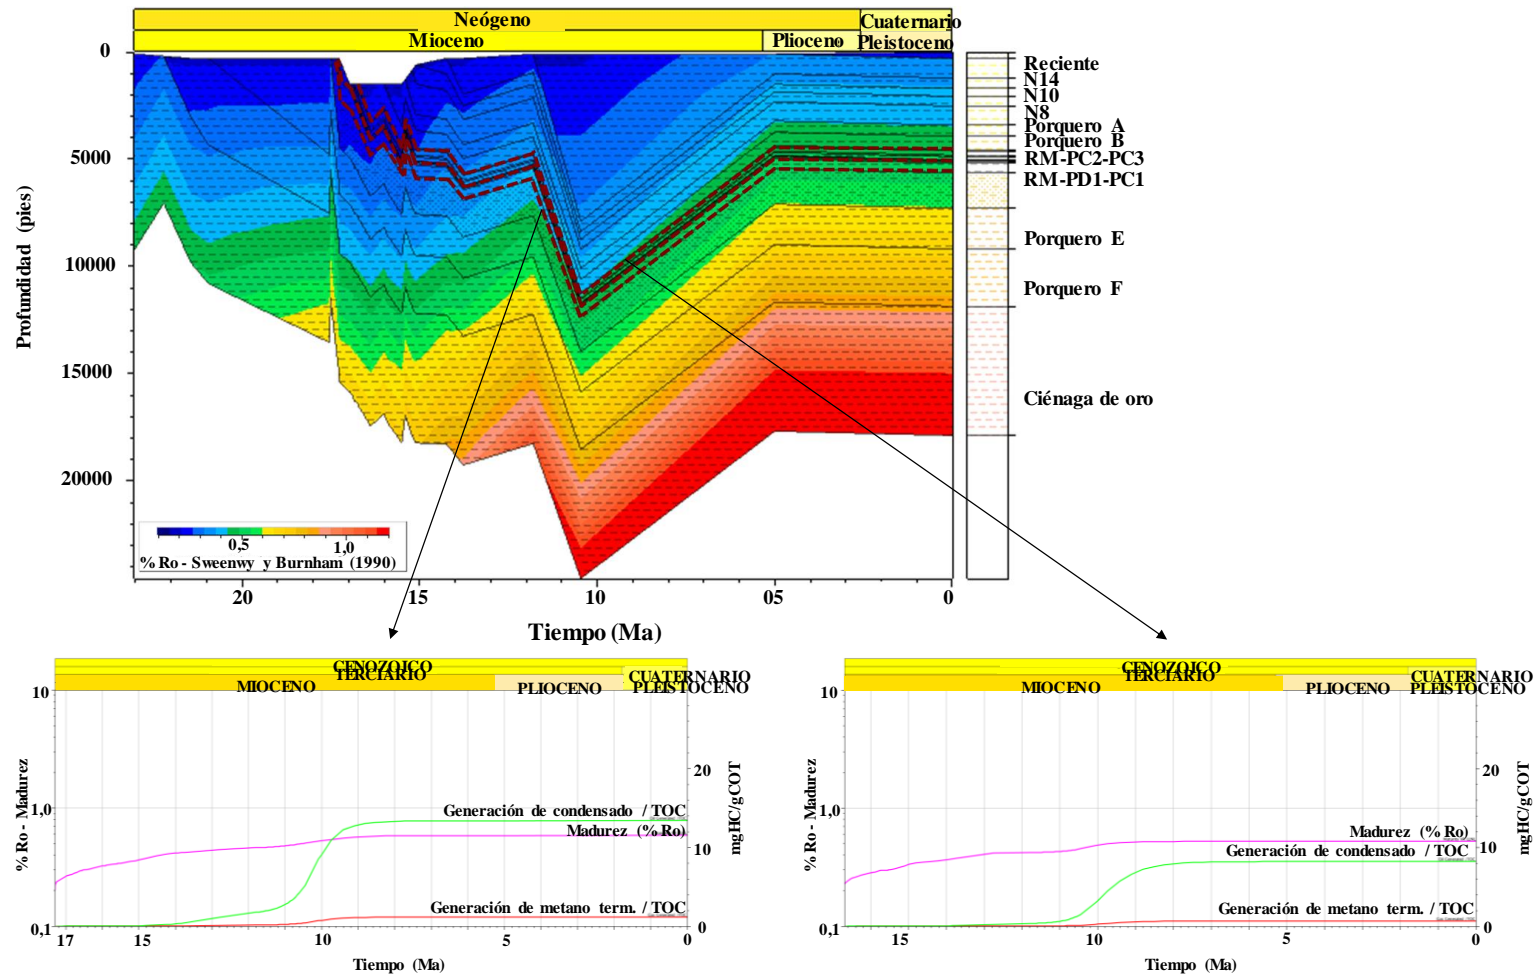 Neógeno
Cuaternario
Mioceno
Plioceno
Pleistoceno
0
5000
10000
15000
20000
Profundidad (pies)
Reciente
N14
N10
N8
Porquero A
Porquero B
RM-PC2-PC3
RM-PD1-PC1
Porquero E
Porquero F
Ciénaga de oro
0,5
1,0
% Ro - Sweenwy y Burnham (1990)
20
15
10
05
0
Tiempo (Ma)
CENOZOICO
TERCIARIO
CUATERNARIO
MIOCENO
PLIOCENO
PLEISTOCENO
10
1,0
0,1
% Ro - Madurez
20
10
0
mgHC/gCOT
Generación de condensado / TOC
Madurez (% Ro)
Generación de metano term. / TOC
17
15
10
5
0
Tiempo (Ma)
CENOZOICO
TERCIARIO
CUATERNARIO
MIOCENO
PLIOCENO
PLEISTOCENO
10
1,0
0,1
% Ro - Madurez
20
10
0
mgHC/gCOT
Madurez (% Ro)
Generación de condensado / TOC
Generación de metano term. / TOC
15
10
5
0
Tiempo (Ma)